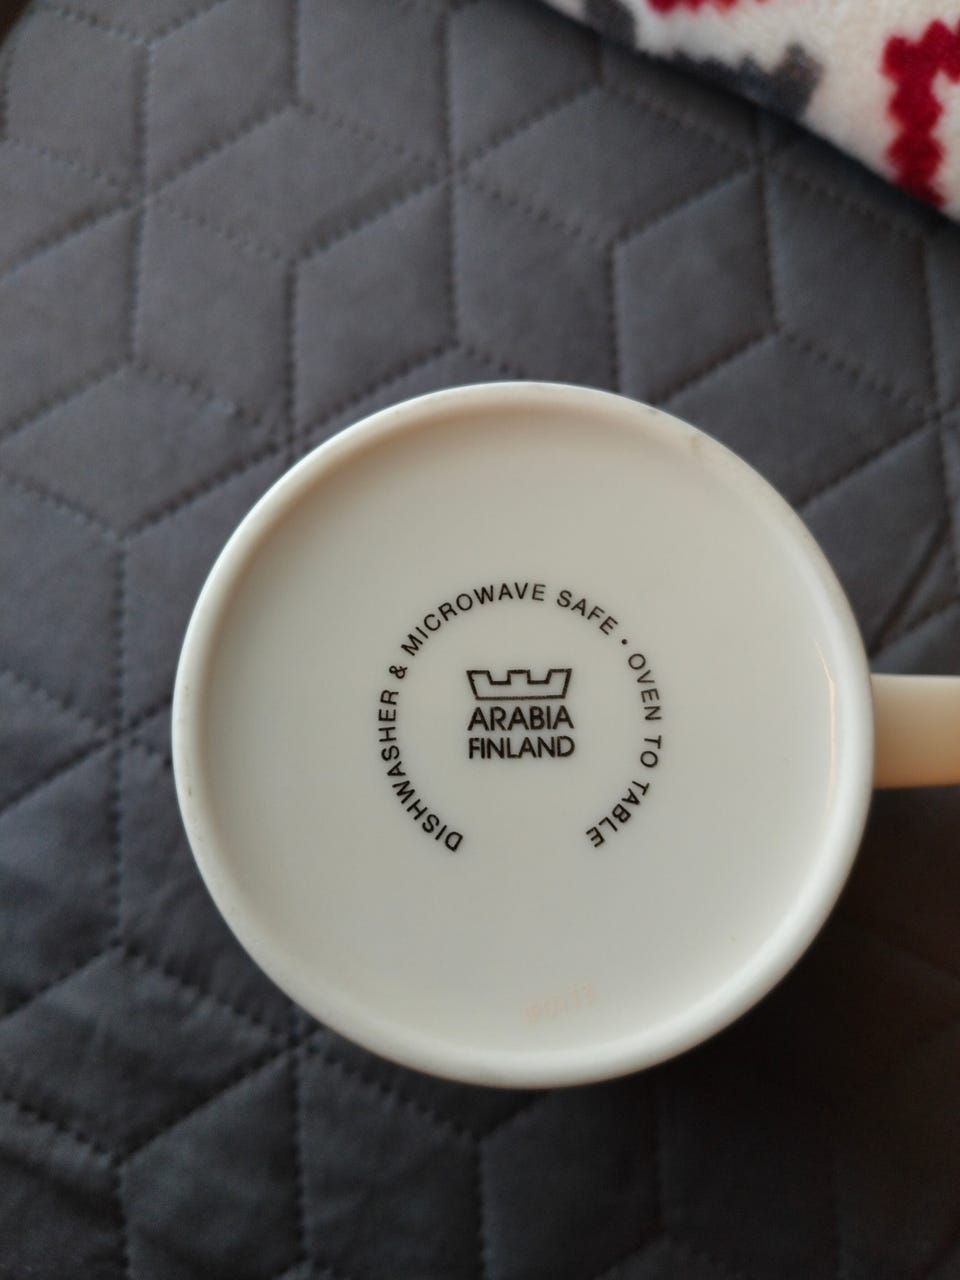 DISHWASHER & MICROWAVE SAFE • OVEN TO TABLE
ARABIA
FINLAND